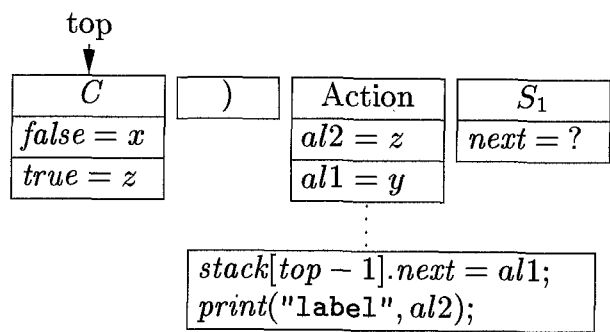 top
C ) Action S₁
false = x al2 = z next = ?
true = z al1 = y
stack[top − 1].next = al1;
print("label", al2);